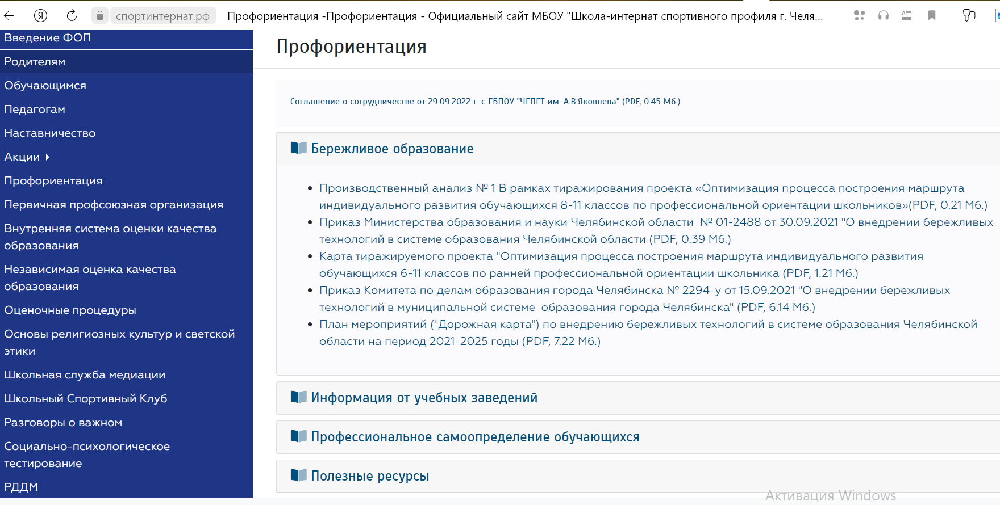 спортинтернат.рф
Профориентация -Профориентация - Официальный сайт МБОУ "Школа-интернат спортивного профиля г. Челя...
Введение ФОП
Родителям
Обучающимся
Педагогам
Наставничество
Акции
Профориентация
Первичная профсоюзная организация
Внутренняя система оценки качества
образования
Независимая оценка качества
образования
Оценочные процедуры
Основы религиозных культур и светской
этики
Школьная служба медиации
Школьный Спортивный Клуб
Разговоры о важном
Социально-психологическое
тестирование
РДДМ
Профориентация
Соглашение о сотрудничестве от 29.09.2022 г. с ГБПОУ "ЧГПГТ им. А.В.Яковлева" (PDF, 0.45 Мб.)
Бережливое образование
Производственный анализ № 1 В рамках тиражирования проекта «Оптимизация процесса построения маршрута
индивидуального развития обучающихся 8-11 классов по профессиональной ориентации школьников»(PDF, 0.21 Мб.)
Приказ Министерства образования и науки Челябинской области № 01-2488 от 30.09.2021 "О внедрении бережливых
технологий в системе образования Челябинской области (PDF, 0.39 Мб.)
Карта тиражируемого проекта "Оптимизация процесса построения маршрута индивидуального развития
обучающихся 6-11 классов по ранней профессиональной ориентации школьника (PDF, 1.21 Мб.)
Приказ Комитета по делам образования города Челябинска № 2294-у от 15.09.2021 "О внедрении бережливых
технологий в муниципальной системе образования города Челябинска" (PDF, 6.14 Мб.)
План мероприятий ("Дорожная карта") по внедрению бережливых технологий в системе образования Челябинской
области на период 2021-2025 годы (PDF, 7.22 Мб.)
Информация от учебных заведений
Профессиональное самоопределение обучающихся
Полезные ресурсы
Активация Windows